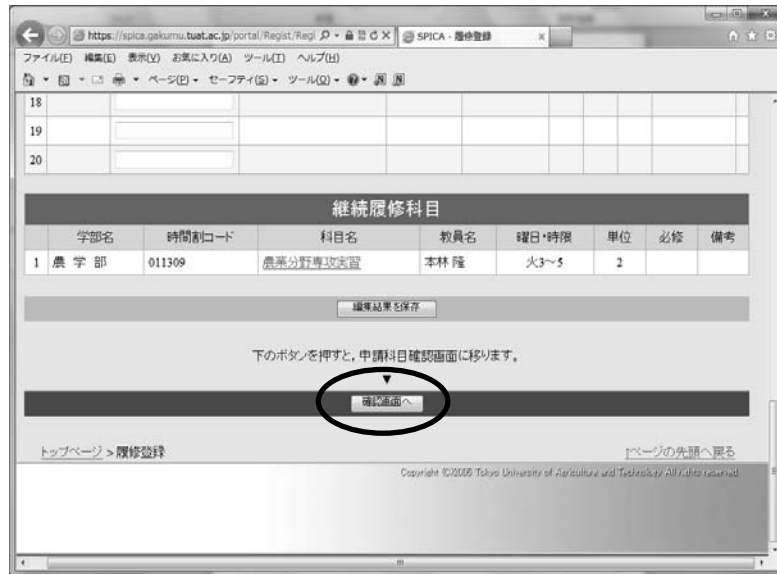 https://spica.gakumu.tuat.ac.jp/portal/Regist/Regi
SPICA - 履修登録
ファイル(F) 編集(E) 表示(V) お気に入り(A) ツール(T) ヘルプ(H)
ページ(P) セーフティ(S) ツール(O)
18
19
20
継続履修科目
学部名 時間割コード 科目名 教員名 曜日・時限 単位 必修 備考
1 農 学 部 011309 農業分野専攻実習 本林 隆 火3～5 2
編集結果を保存
下のボタンを押すと，申請科目確認画面に移ります。
▼
確認画面へ
トップページ > 履修登録 ↑ページの先頭へ戻る
Copyright (C)2005 Tokyo University of Agriculture and Technology All rights reserved.